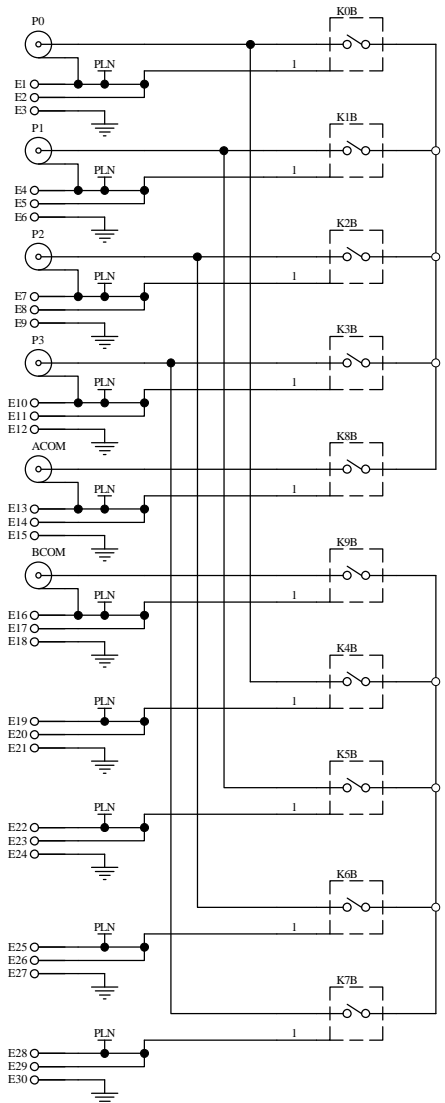 P0
K0B
PLN
1
E1
E2
E3
P1
K1B
PLN
1
E4
E5
E6
P2
K2B
PLN
1
E7
E8
E9
P3
K3B
PLN
1
E10
E11
E12
ACOM
K8B
PLN
1
E13
E14
E15
BCOM
K9B
PLN
1
E16
E17
E18
K4B
PLN
1
E19
E20
E21
K5B
PLN
1
E22
E23
E24
K6B
PLN
1
E25
E26
E27
K7B
PLN
1
E28
E29
E30